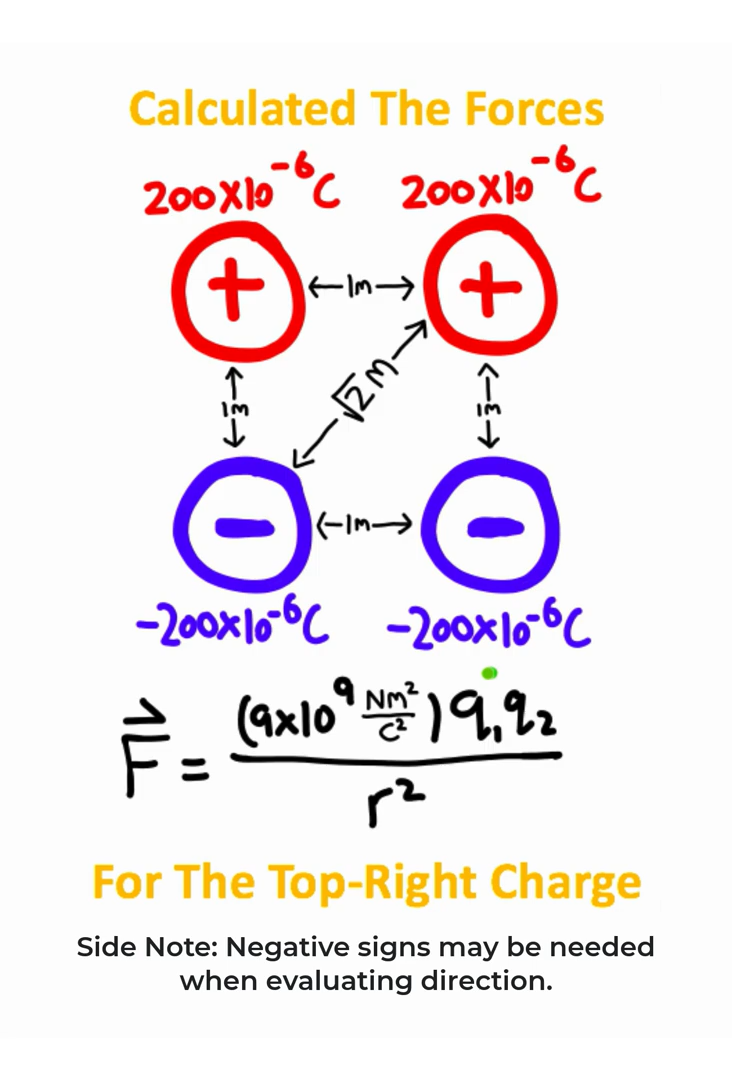 Calculated The Forces
200x10^-6 C 200x10^-6 C
+ +
1m
1m √2 m 1m
- -
1m
-200x10^-6 C -200x10^-6 C
F⃗ = (9x10^9 Nm²/C²) q₁q₂ / r²
For The Top-Right Charge
Side Note: Negative signs may be needed
when evaluating direction.